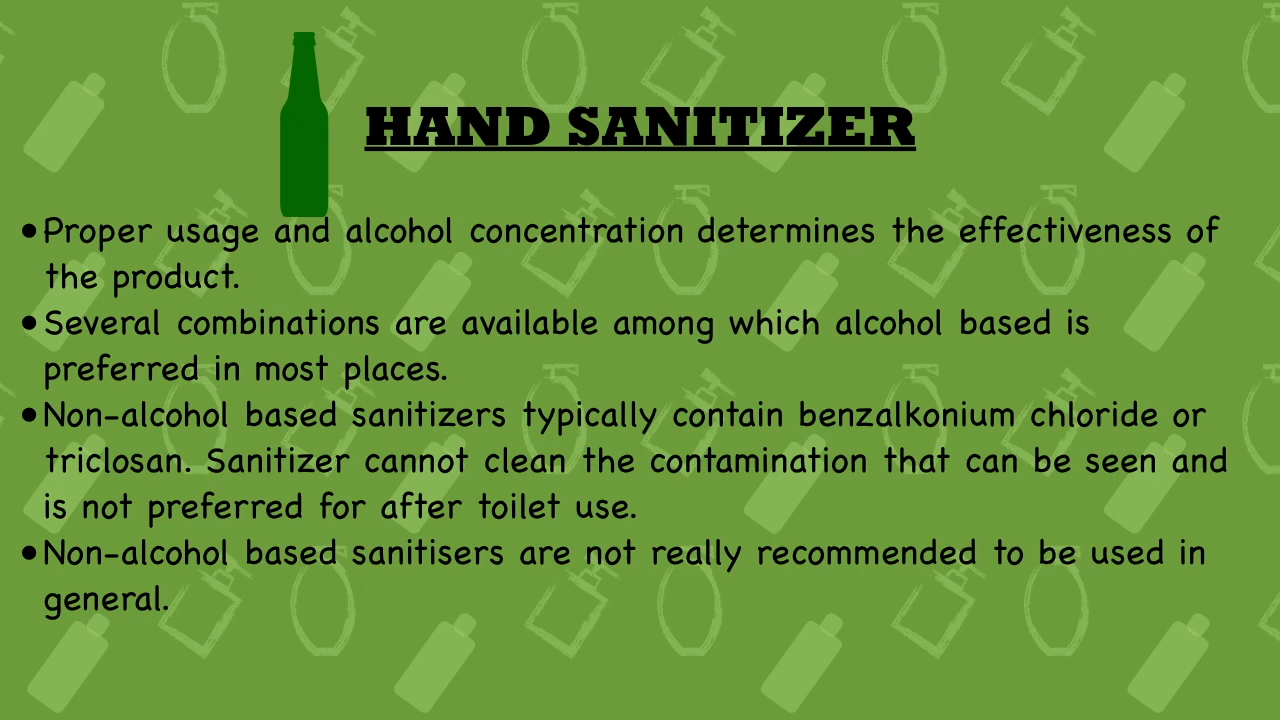 HAND SANITIZER
•Proper usage and alcohol concentration determines the effectiveness of
the product.
•Several combinations are available among which alcohol based is
preferred in most places.
•Non-alcohol based sanitizers typically contain benzalkonium chloride or
triclosan. Sanitizer cannot clean the contamination that can be seen and
is not preferred for after toilet use.
•Non-alcohol based sanitisers are not really recommended to be used in
general.